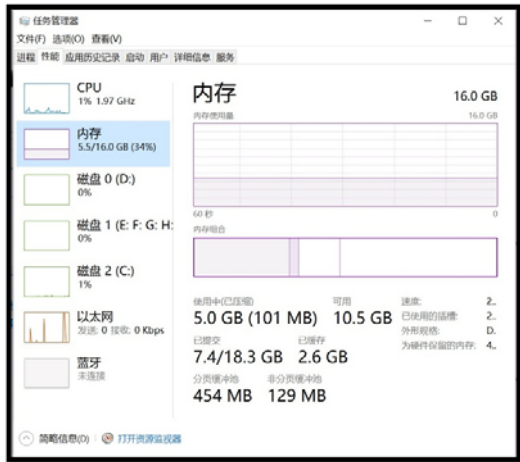 任务管理器
文件(F) 选项(O) 查看(V)
进程 性能 应用历史记录 启动 用户 详细信息 服务
CPU
1% 1.97 GHz
内存
5.5/16.0 GB (34%)
磁盘 0 (D:)
0%
磁盘 1 (E: F: G: H:
0%
磁盘 2 (C:)
1%
以太网
发送: 0 接收: 0 Kbps
蓝牙
未连接
内存 16.0 GB
内存使用量 16.0 GB
60 秒 0
内存组合
使用中(已压缩) 可用
5.0 GB (101 MB) 10.5 GB
已提交 已缓存
7.4/18.3 GB 2.6 GB
分页缓冲池 非分页缓冲池
454 MB 129 MB
速度: 2..
已使用的插槽: 2..
外形规格: D.
为硬件保留的内存: 4..
简略信息(D) 打开资源监视器